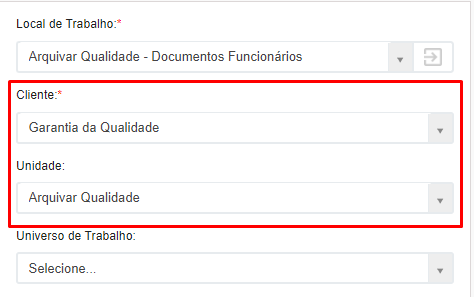 Local de Trabalho:*
Arquivar Qualidade - Documentos Funcionários
Cliente:*
Garantia da Qualidade
Unidade:
Arquivar Qualidade
Universo de Trabalho:
Selecione...